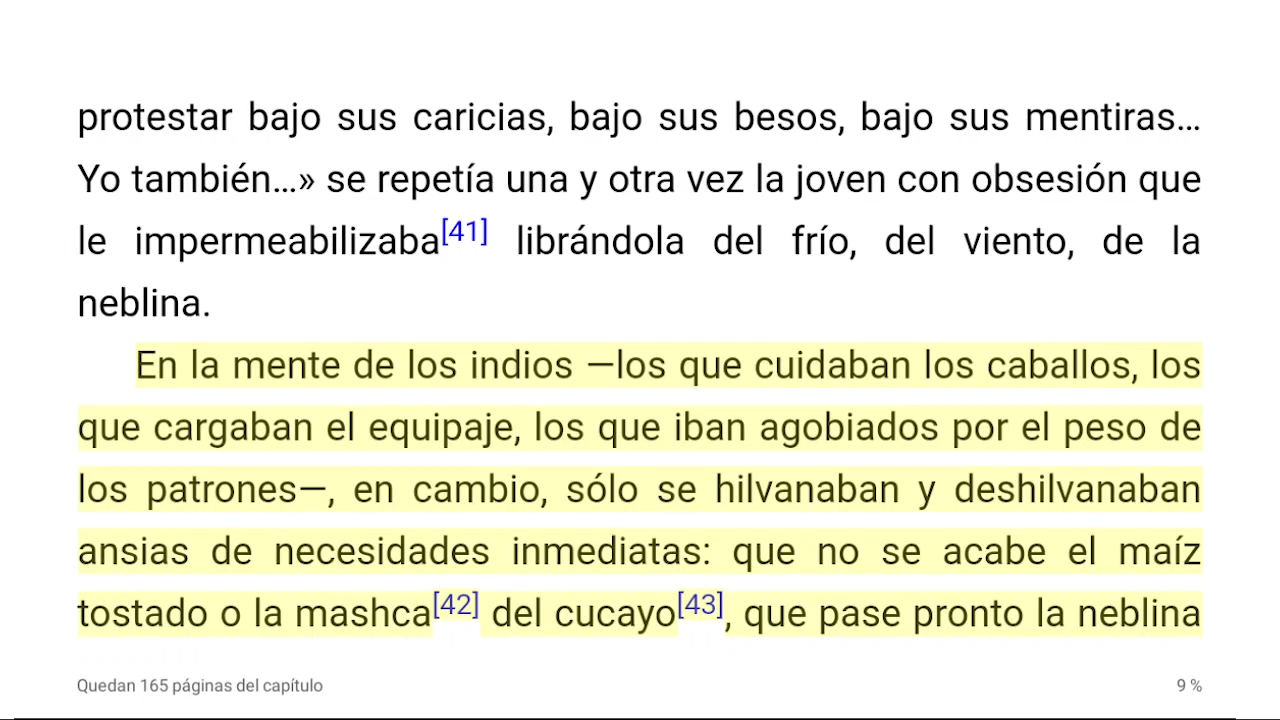 protestar bajo sus caricias, bajo sus besos, bajo sus mentiras…
Yo también…» se repetía una y otra vez la joven con obsesión que
le impermeabilizaba[41] librándola del frío, del viento, de la
neblina.
En la mente de los indios —los que cuidaban los caballos, los
que cargaban el equipaje, los que iban agobiados por el peso de
los patrones—, en cambio, sólo se hilvanaban y deshilvanaban
ansias de necesidades inmediatas: que no se acabe el maíz
tostado o la mashca[42] del cucayo[43], que pase pronto la neblina
Quedan 165 páginas del capítulo 9 %